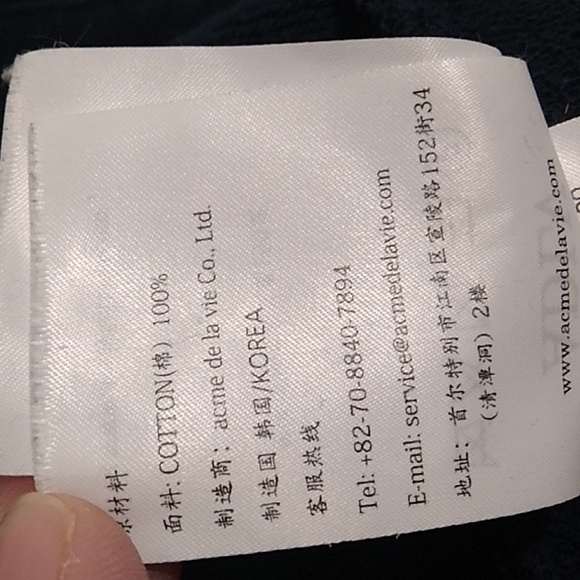 材料
面料: COTTON(棉) 100%
制造商: acme de la vie Co., Ltd.
制造国 韩国/KOREA
客服热线
Tel: +82-70-8840-7894
E-mail: service@acmedelavie.com
地址: 首尔特别市江南区宣陵路152街34
(清潭洞) 2楼
www.acmedelavie.com